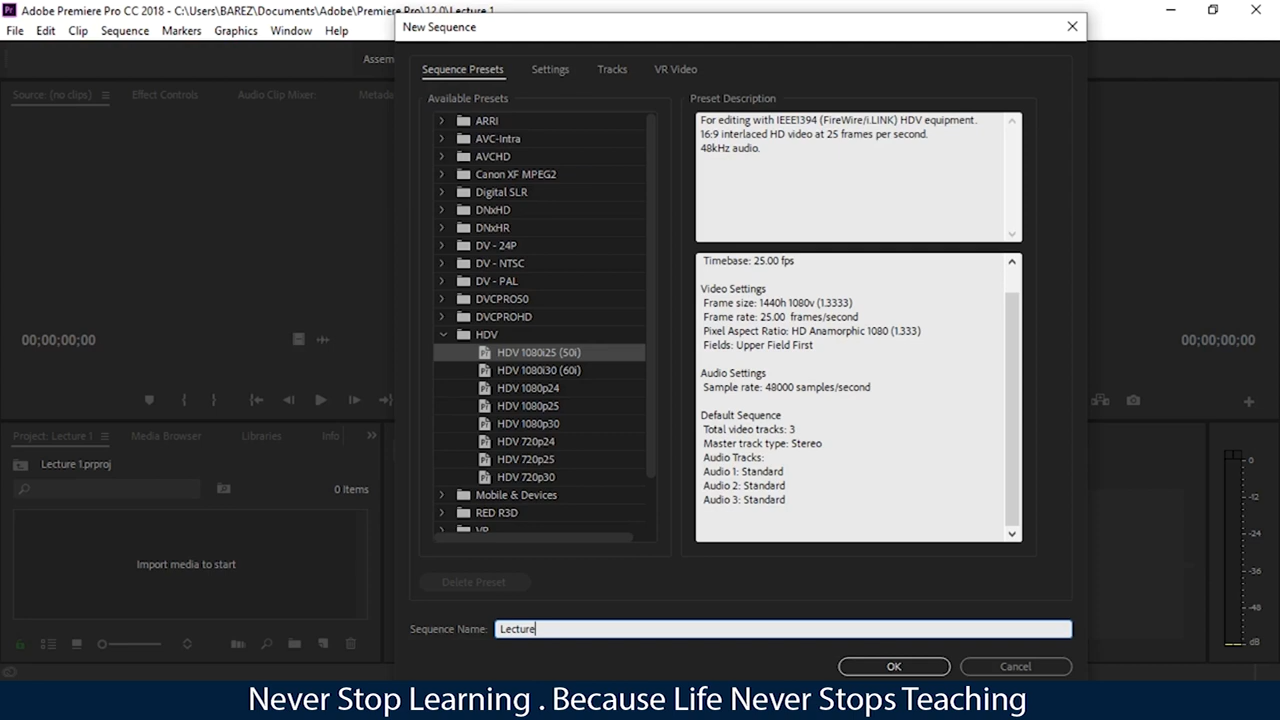 Adobe Premiere Pro CC 2018 - C:\Users\BAREZ\Documents\Adobe\Premiere Pro\12.0\Lecture 1
File Edit Clip Sequence Markers Graphics Window Help
New Sequence
Assem
Sequence Presets Settings Tracks VR Video
Source: (no clips) Effect Controls Audio Clip Mixer: Metada
Available Presets
ARRI
AVC-Intra
AVCHD
Canon XF MPEG2
Digital SLR
DNxHD
DNxHR
DV - 24P
DV - NTSC
DV - PAL
DVCPRO50
DVCPROHD
HDV
HDV 1080i25 (50i)
HDV 1080i30 (60i)
HDV 1080p24
HDV 1080p25
HDV 1080p30
HDV 720p24
HDV 720p25
HDV 720p30
Mobile & Devices
RED R3D
VR
Preset Description
For editing with IEEE1394 (FireWire/i.LINK) HDV equipment.
16:9 interlaced HD video at 25 frames per second.
48kHz audio.
Timebase: 25.00 fps
Video Settings
Frame size: 1440h 1080v (1.3333)
Frame rate: 25.00 frames/second
Pixel Aspect Ratio: HD Anamorphic 1080 (1.333)
Fields: Upper Field First
Audio Settings
Sample rate: 48000 samples/second
Default Sequence
Total video tracks: 3
Master track type: Stereo
Audio Tracks:
Audio 1: Standard
Audio 2: Standard
Audio 3: Standard
00;00;00;00
00;00;00;00
Project: Lecture 1 Media Browser Libraries Info
Lecture 1.prproj
0 Items
Import media to start
Delete Preset
Sequence Name: Lecture
OK Cancel
0
-12
-24
-36
-48
dB
Never Stop Learning . Because Life Never Stops Teaching